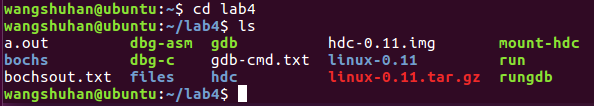 wangshuhan@ubuntu:~$ cd lab4
wangshuhan@ubuntu:~/lab4$ ls
a.out        dbg-asm  gdb          hdc-0.11.img       mount-hdc
bochs        dbg-c    gdb-cmd.txt  linux-0.11         run
bochsout.txt files    hdc          linux-0.11.tar.gz  rungdb
wangshuhan@ubuntu:~/lab4$